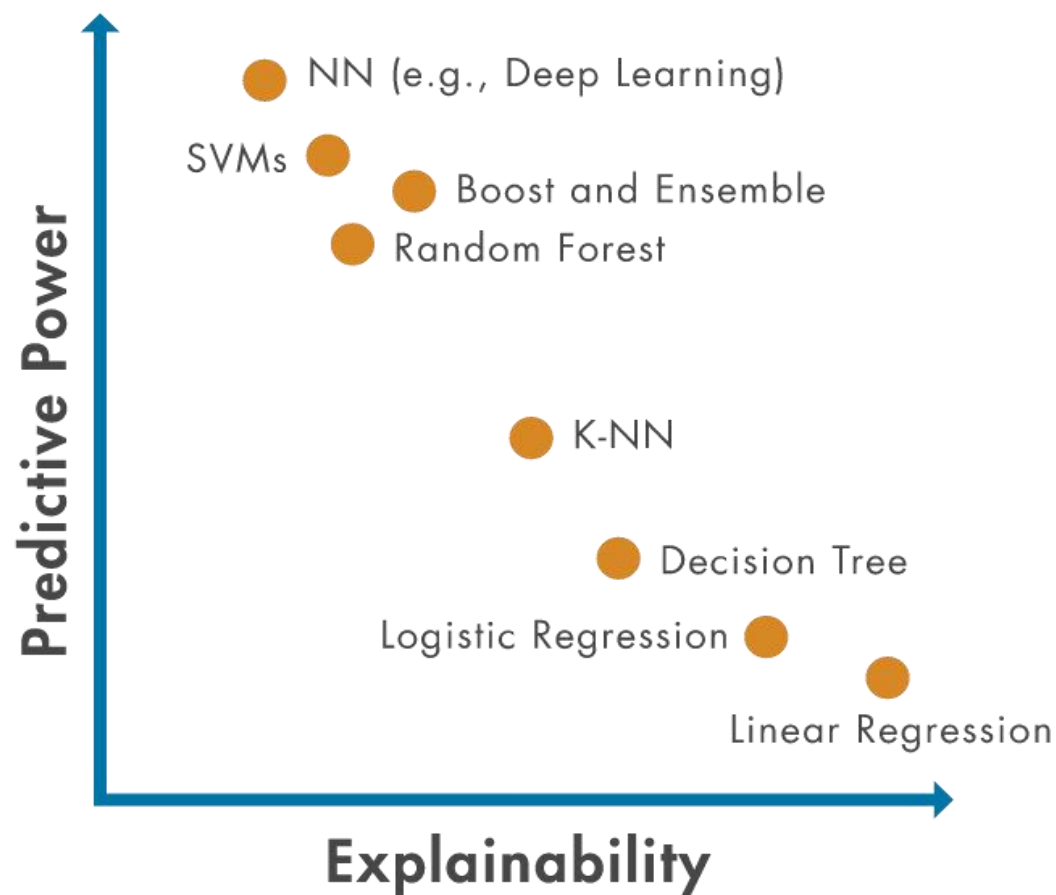 NN (e.g., Deep Learning)
SVMs
Boost and Ensemble
Random Forest
Predictive Power
K-NN
Decision Tree
Logistic Regression
Linear Regression
Explainability